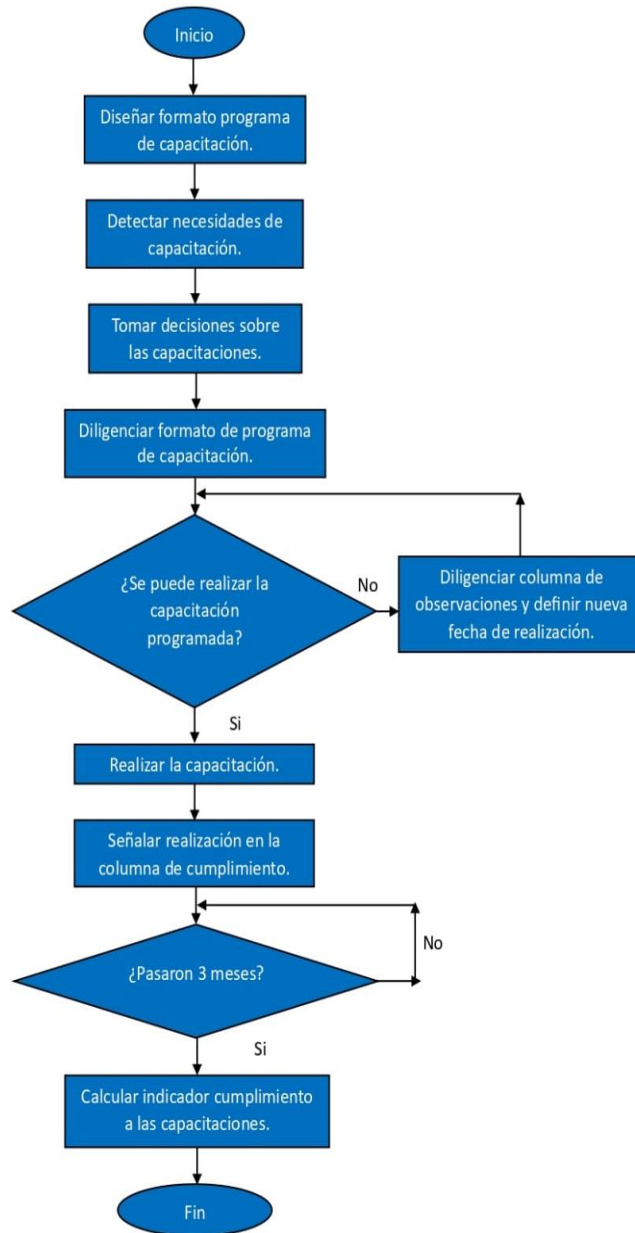 Inicio
Diseñar formato programa
de capacitación.
Detectar necesidades de
capacitación.
Tomar decisiones sobre
las capacitaciones.
Diligenciar formato de programa
de capacitación.
¿Se puede realizar la
capacitación
programada?
No
Diligenciar columna de
observaciones y definir nueva
fecha de realización.
Si
Realizar la capacitación.
Señalar realización en la
columna de cumplimiento.
¿Pasaron 3 meses?
No
Si
Calcular indicador cumplimiento
a las capacitaciones.
Fin